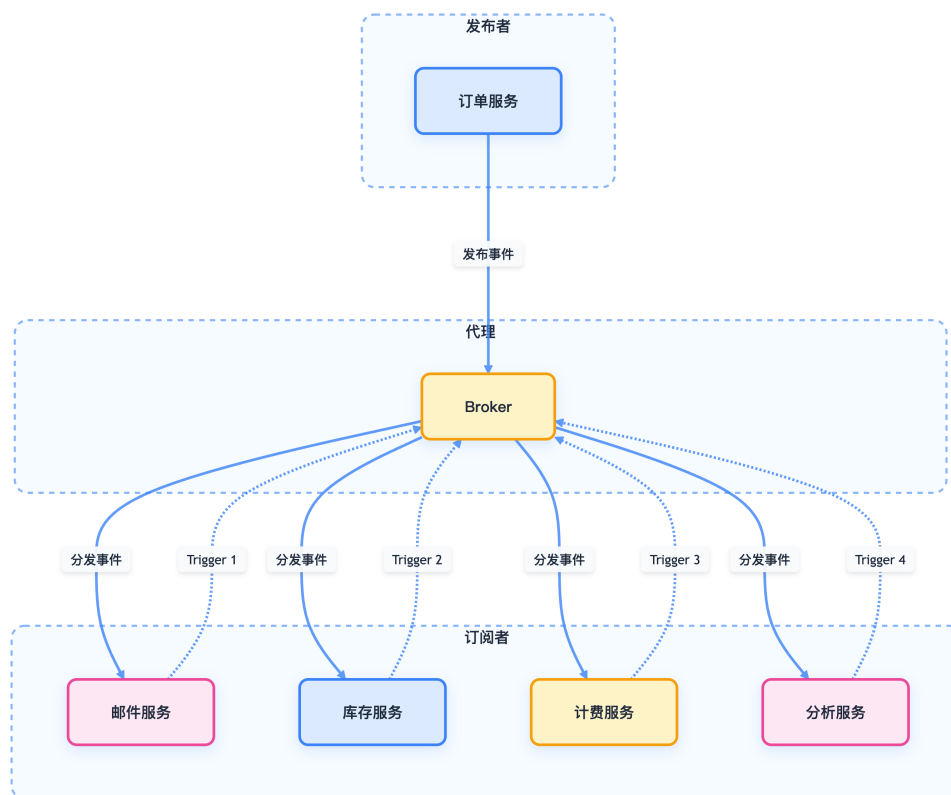 发布者
订单服务
发布事件
代理
Broker
分发事件
Trigger 1
分发事件
Trigger 2
分发事件
Trigger 3
分发事件
Trigger 4
订阅者
邮件服务
库存服务
计费服务
分析服务